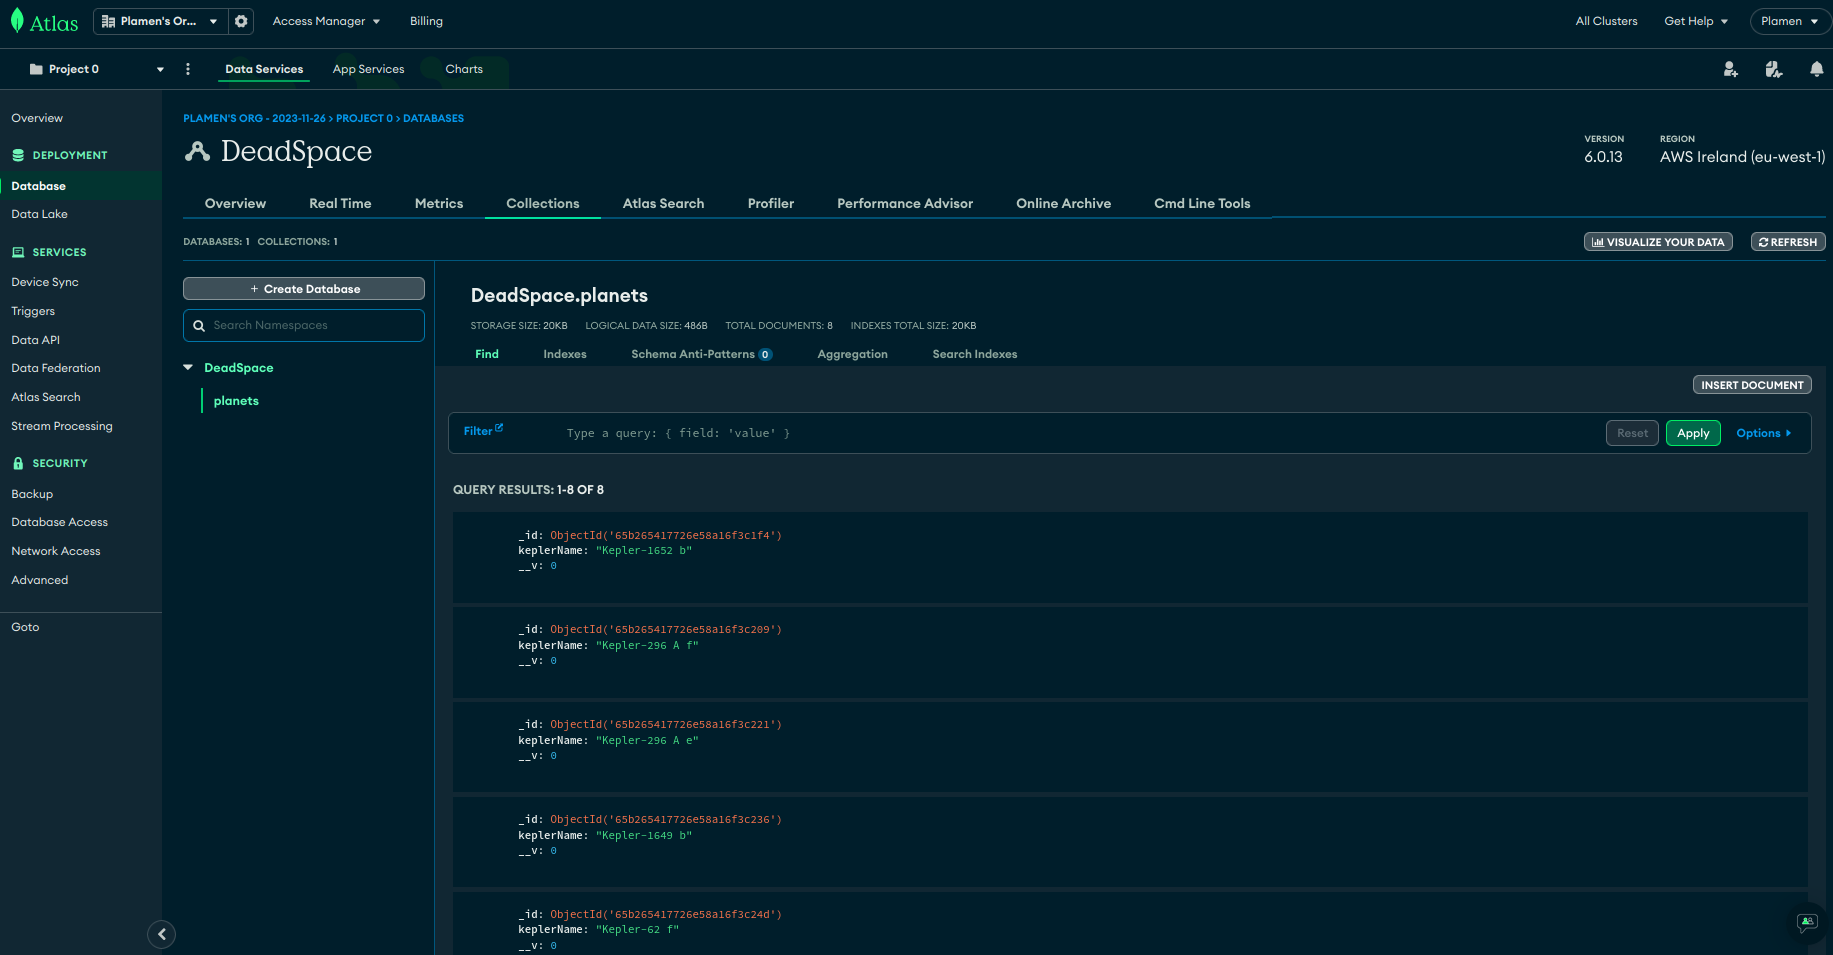 Atlas
Plamen's Or...
Access Manager
Billing
All Clusters
Get Help
Plamen
Project 0
Data Services
App Services
Charts
Overview
DEPLOYMENT
Database
Data Lake
SERVICES
Device Sync
Triggers
Data API
Data Federation
Atlas Search
Stream Processing
SECURITY
Backup
Database Access
Network Access
Advanced
Goto
PLAMEN'S ORG - 2023-11-26 > PROJECT 0 > DATABASES
DeadSpace
VERSION
6.0.13
REGION
AWS Ireland (eu-west-1)
Overview
Real Time
Metrics
Collections
Atlas Search
Profiler
Performance Advisor
Online Archive
Cmd Line Tools
DATABASES: 1 COLLECTIONS: 1
VISUALIZE YOUR DATA
REFRESH
+ Create Database
Search Namespaces
DeadSpace
planets
DeadSpace.planets
STORAGE SIZE: 20KB LOGICAL DATA SIZE: 486B TOTAL DOCUMENTS: 8 INDEXES TOTAL SIZE: 20KB
Find
Indexes
Schema Anti-Patterns 0
Aggregation
Search Indexes
INSERT DOCUMENT
Filter
Type a query: { field: 'value' }
Reset
Apply
Options
QUERY RESULTS: 1-8 OF 8
_id: ObjectId('65b265417726e58a16f3c1f4')
keplerName: "Kepler-1652 b"
__v: 0
_id: ObjectId('65b265417726e58a16f3c209')
keplerName: "Kepler-296 A f"
__v: 0
_id: ObjectId('65b265417726e58a16f3c221')
keplerName: "Kepler-296 A e"
__v: 0
_id: ObjectId('65b265417726e58a16f3c236')
keplerName: "Kepler-1649 b"
__v: 0
_id: ObjectId('65b265417726e58a16f3c24d')
keplerName: "Kepler-62 f"
__v: 0